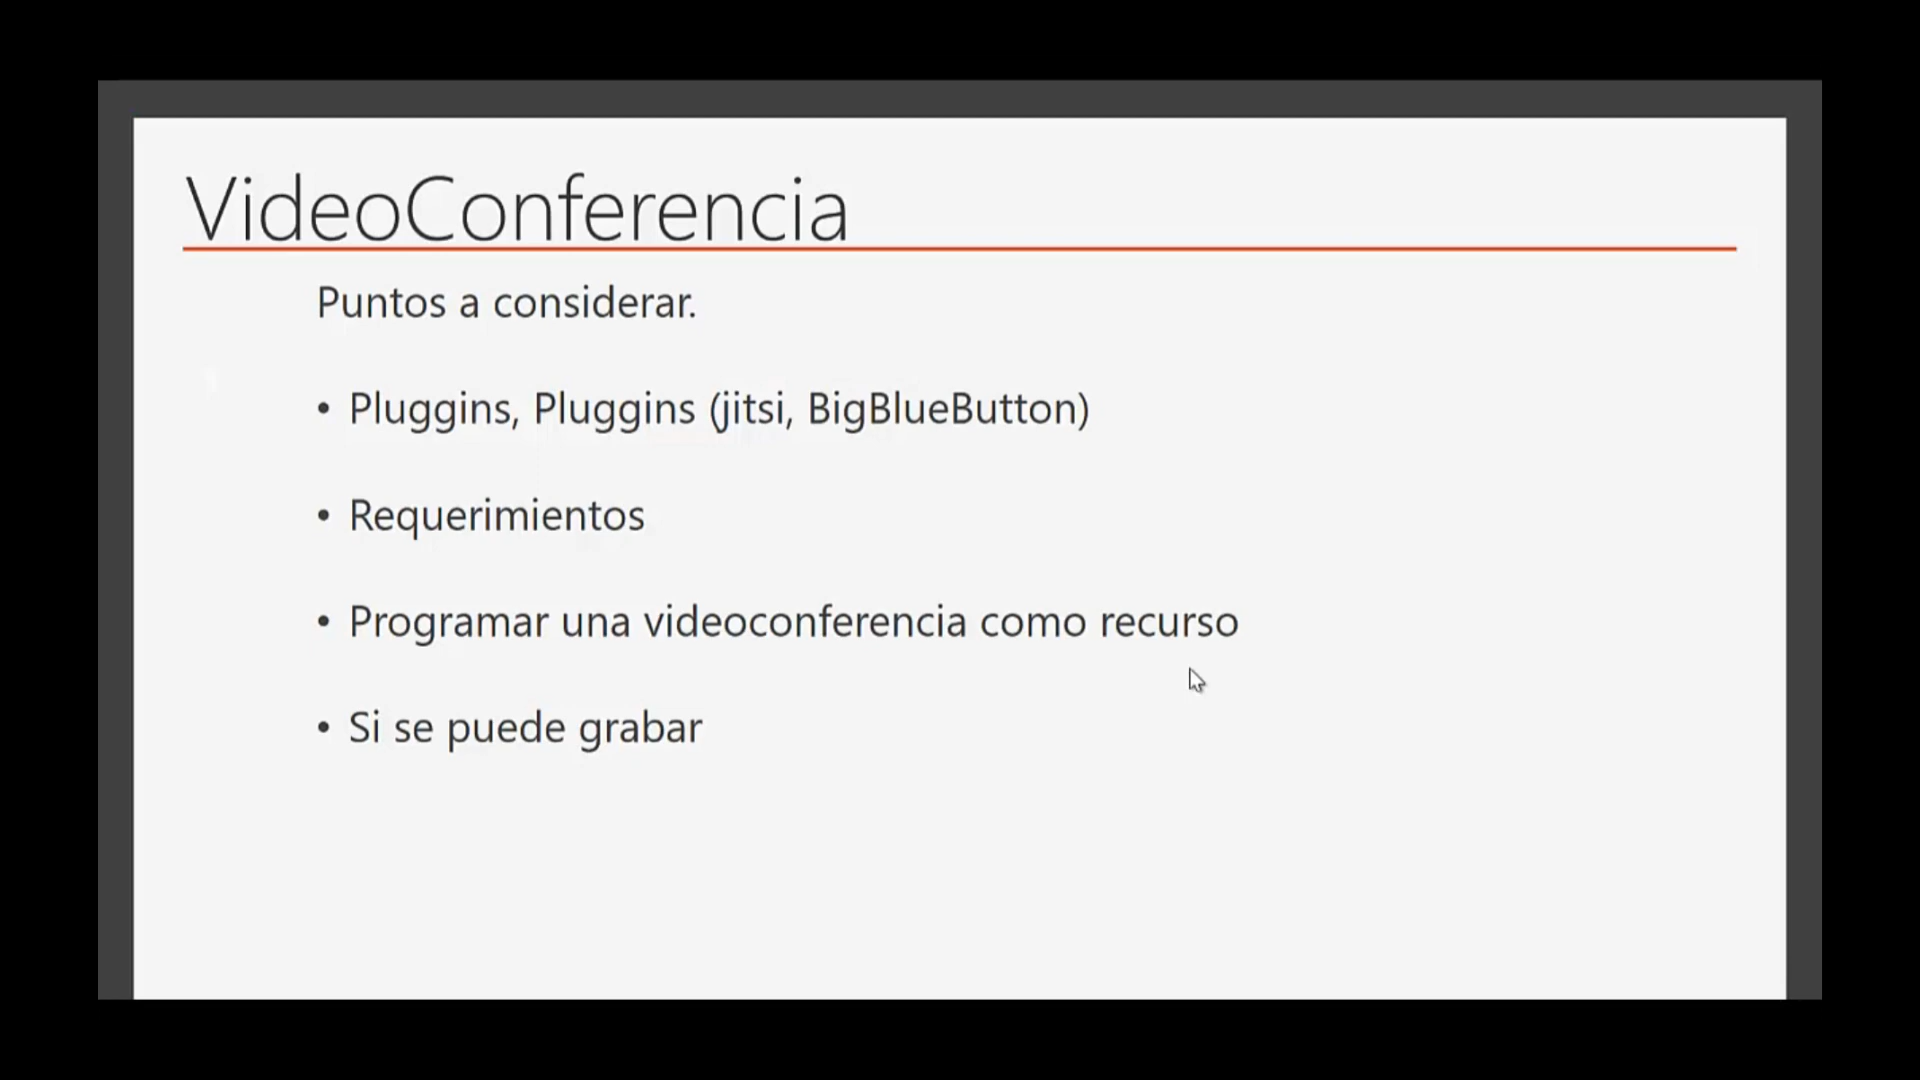 VideoConferencia
Puntos a considerar.
• Pluggins, Pluggins (jitsi, BigBlueButton)
• Requerimientos
• Programar una videoconferencia como recurso
• Si se puede grabar